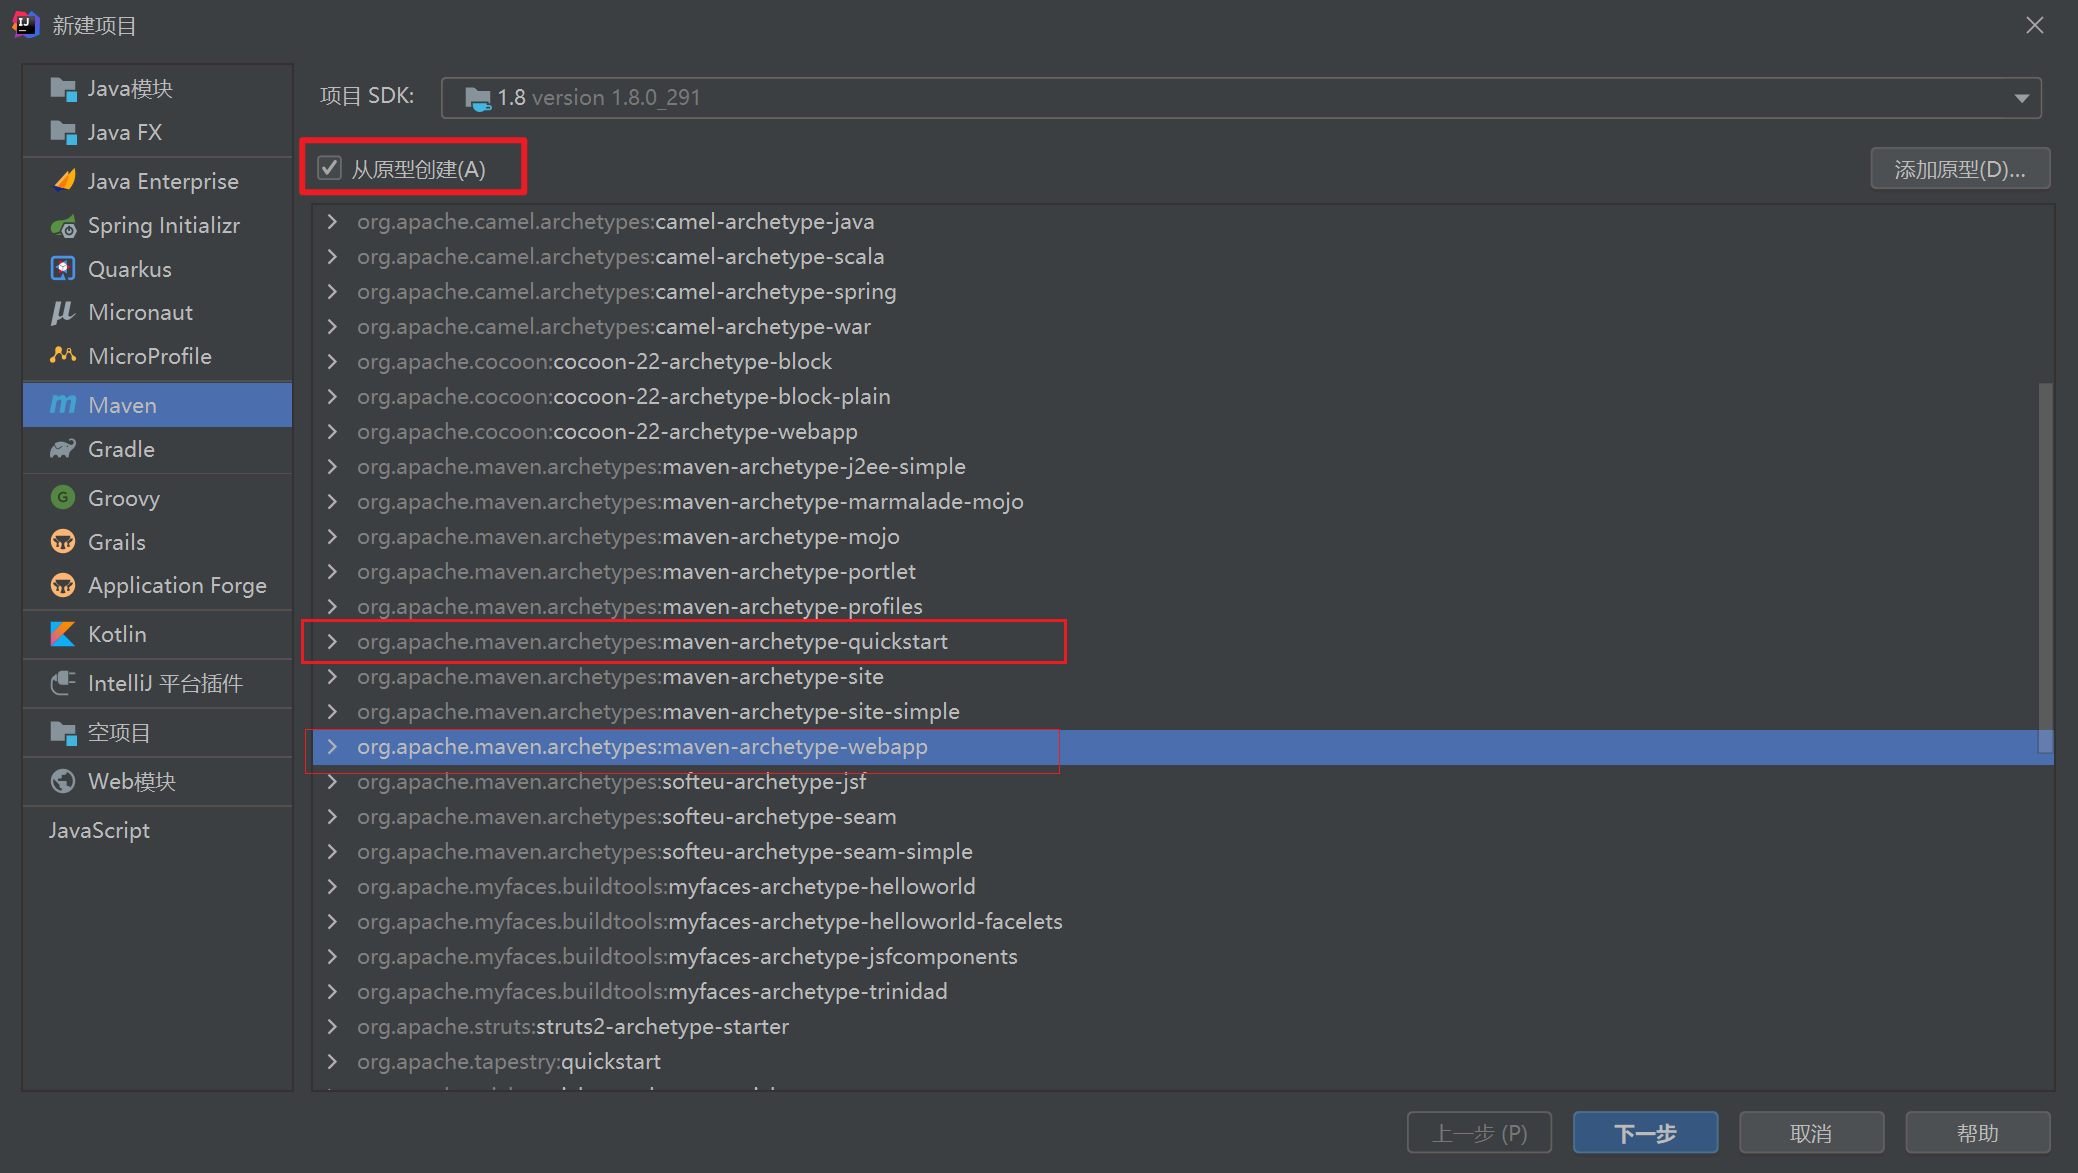 新建项目
Java模块
Java FX
Java Enterprise
Spring Initializr
Quarkus
Micronaut
MicroProfile
Maven
Gradle
Groovy
Grails
Application Forge
Kotlin
IntelliJ 平台插件
空项目
Web模块
JavaScript
项目 SDK:
1.8 version 1.8.0_291
从原型创建(A)
添加原型(D)...
org.apache.camel.archetypes:camel-archetype-java
org.apache.camel.archetypes:camel-archetype-scala
org.apache.camel.archetypes:camel-archetype-spring
org.apache.camel.archetypes:camel-archetype-war
org.apache.cocoon:cocoon-22-archetype-block
org.apache.cocoon:cocoon-22-archetype-block-plain
org.apache.cocoon:cocoon-22-archetype-webapp
org.apache.maven.archetypes:maven-archetype-j2ee-simple
org.apache.maven.archetypes:maven-archetype-marmalade-mojo
org.apache.maven.archetypes:maven-archetype-mojo
org.apache.maven.archetypes:maven-archetype-portlet
org.apache.maven.archetypes:maven-archetype-profiles
org.apache.maven.archetypes:maven-archetype-quickstart
org.apache.maven.archetypes:maven-archetype-site
org.apache.maven.archetypes:maven-archetype-site-simple
org.apache.maven.archetypes:maven-archetype-webapp
org.apache.maven.archetypes:softeu-archetype-jsf
org.apache.maven.archetypes:softeu-archetype-seam
org.apache.maven.archetypes:softeu-archetype-seam-simple
org.apache.myfaces.buildtools:myfaces-archetype-helloworld
org.apache.myfaces.buildtools:myfaces-archetype-helloworld-facelets
org.apache.myfaces.buildtools:myfaces-archetype-jsfcomponents
org.apache.myfaces.buildtools:myfaces-archetype-trinidad
org.apache.struts:struts2-archetype-starter
org.apache.tapestry:quickstart
上一步 (P)
下一步
取消
帮助